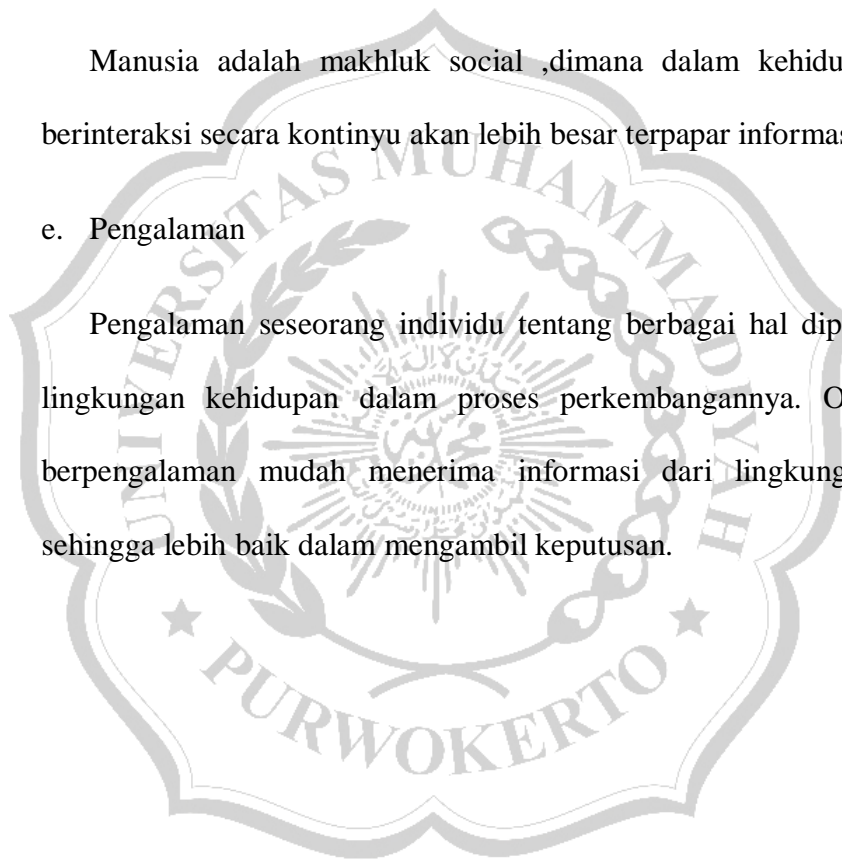 Manusia adalah makhluk social ,dimana dalam kehidu
berinteraksi secara kontinyu akan lebih besar terpapar informas
e. Pengalaman
Pengalaman seseorang individu tentang berbagai hal dip
lingkungan kehidupan dalam proses perkembangannya. O
berpengalaman mudah menerima informasi dari lingkung
sehingga lebih baik dalam mengambil keputusan.
UNIVERSITAS MUHAMMADIYAH
PURWOKERTO